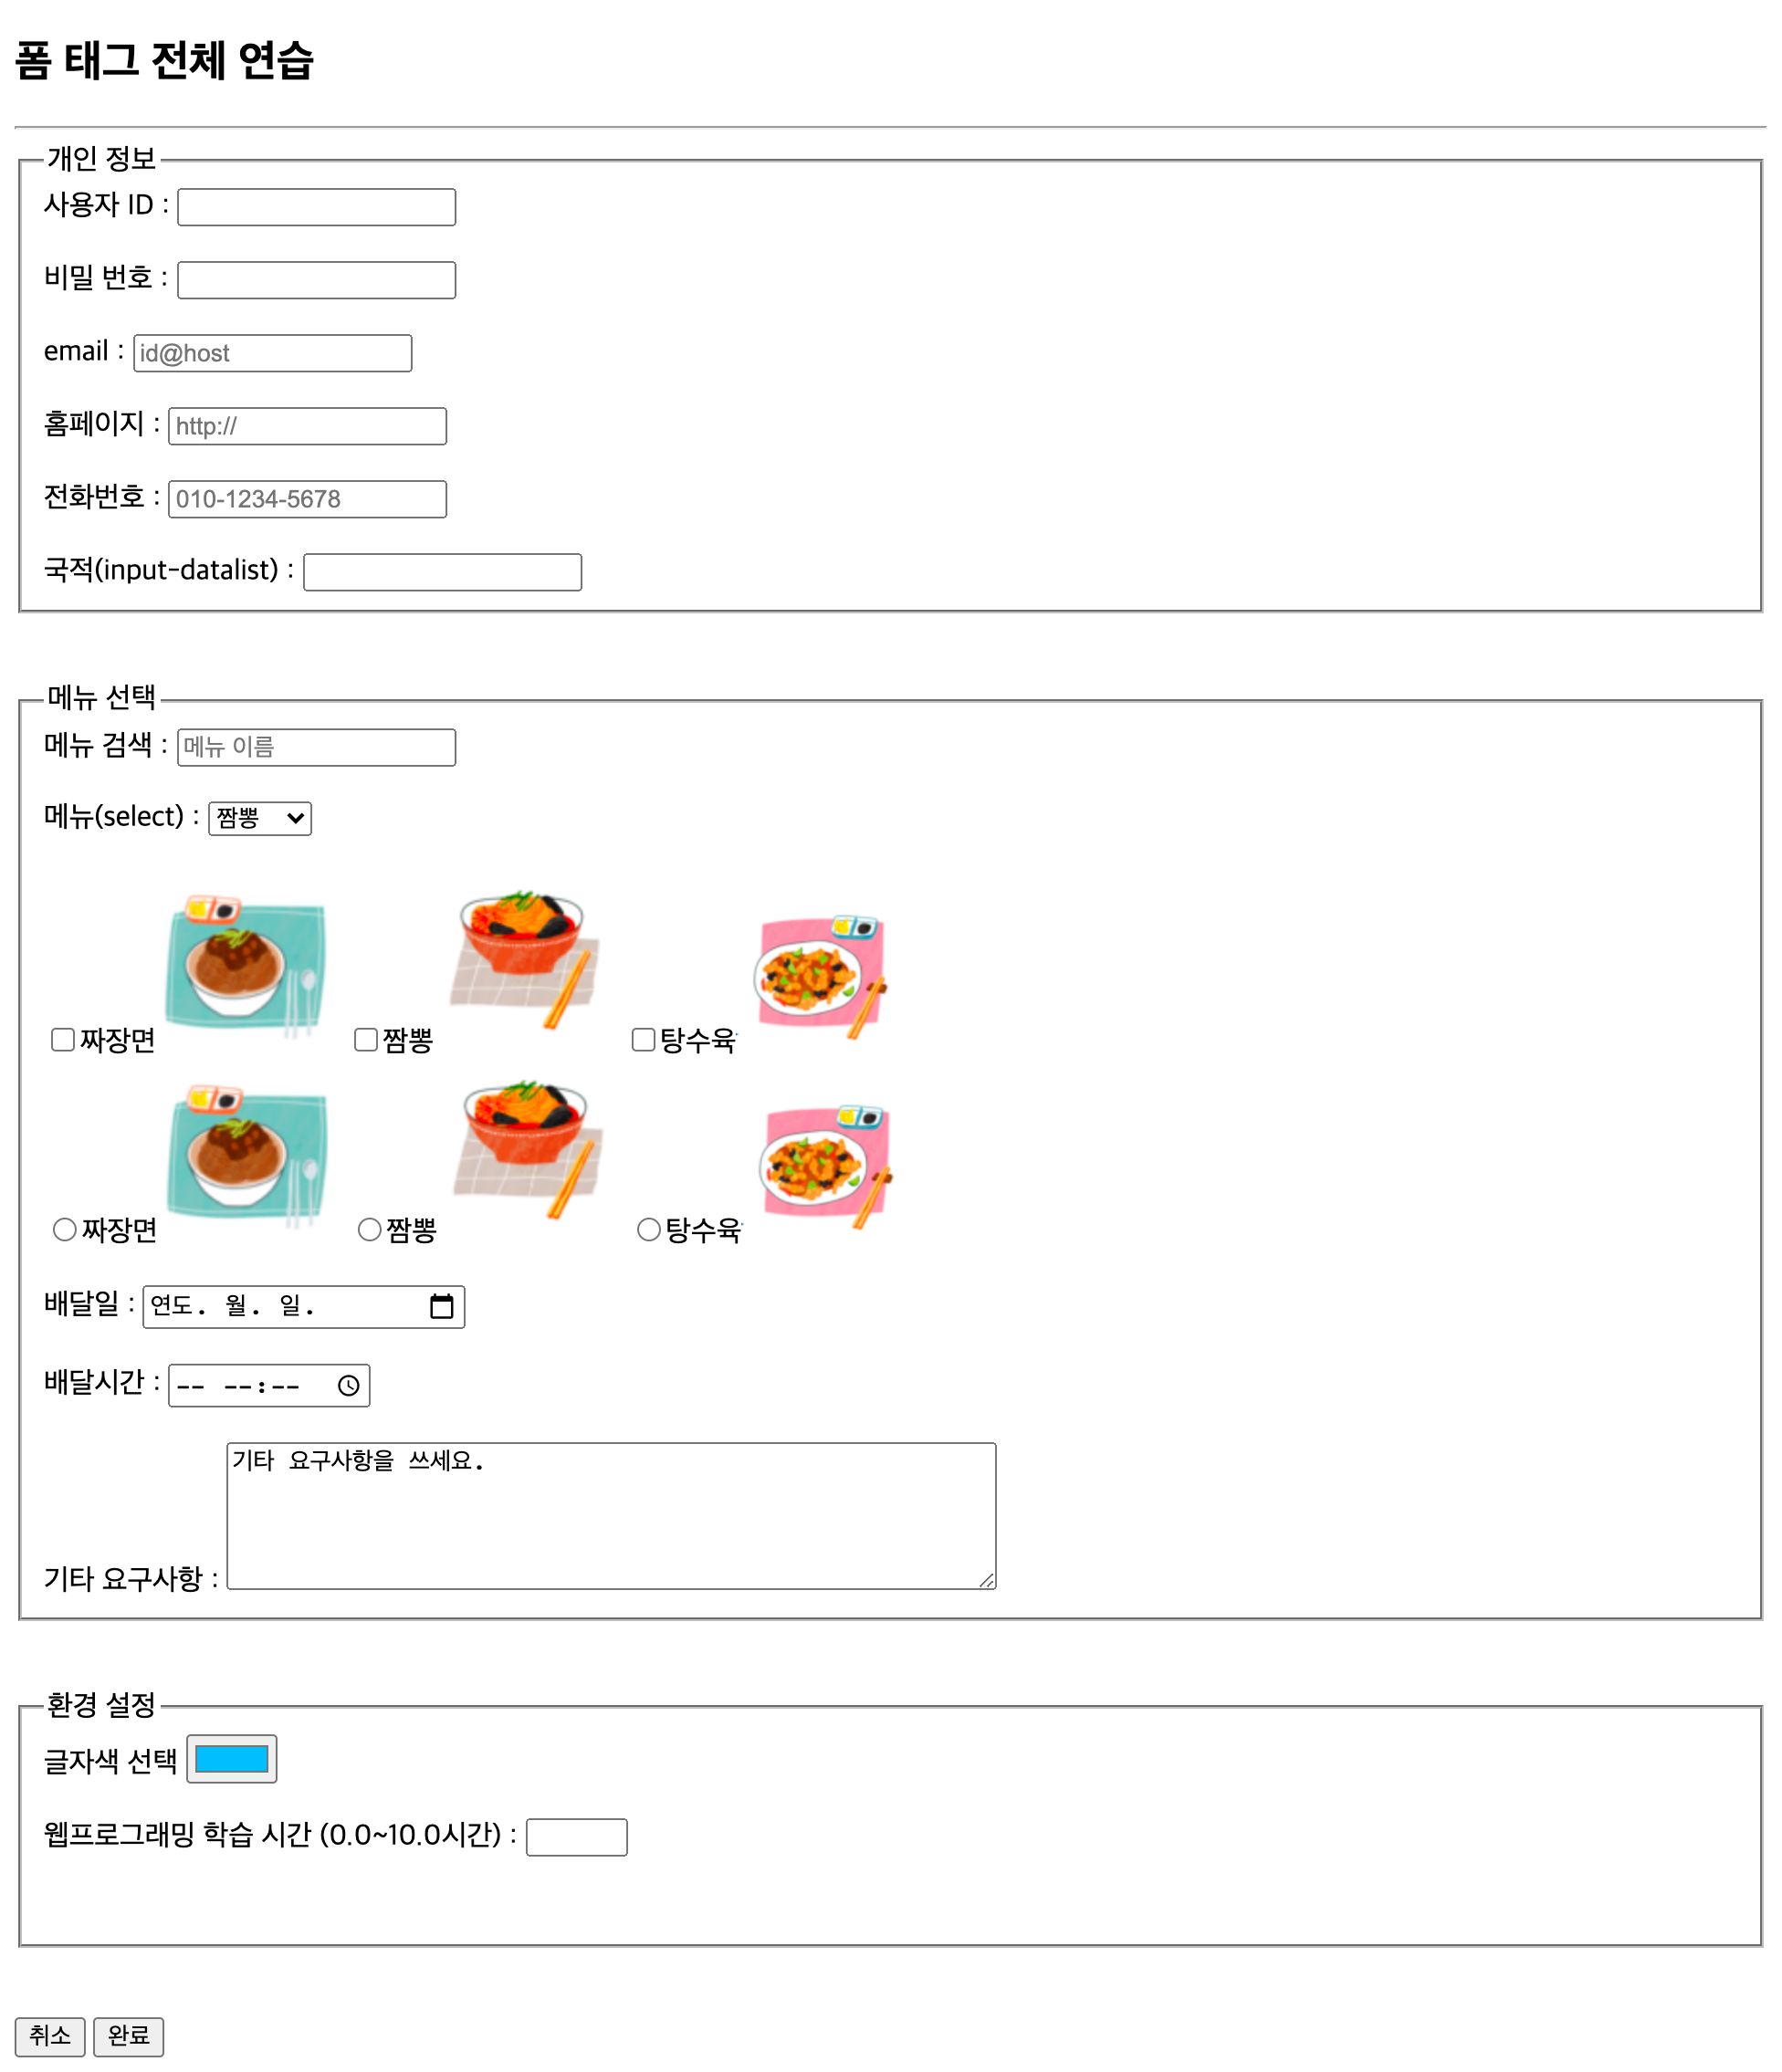 폼 태그 전체 연습
개인 정보
사용자 ID :
비밀 번호 :
email : id@host
홈페이지 : http://
전화번호 : 010-1234-5678
국적(input-datalist) :
메뉴 선택
메뉴 검색 : 메뉴 이름
메뉴(select) : 짬뽕
짜장면 짬뽕 탕수육
짜장면 짬뽕 탕수육
배달일 : 연도. 월. 일.
배달시간 : -- --:--
기타 요구사항을 쓰세요.
기타 요구사항 :
환경 설정
글자색 선택
웹프로그래밍 학습 시간 (0.0~10.0시간) :
취소 완료